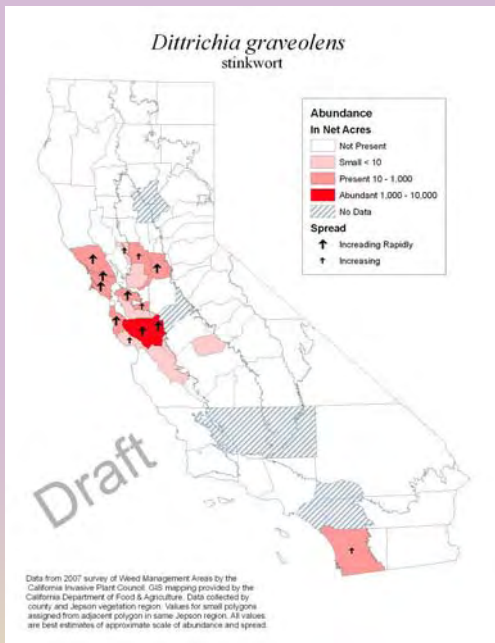 Dittrichia graveolens
stinkwort
Abundance
In Net Acres
Not Present
Small < 10
Present 10 - 1,000
Abundant 1,000 - 10,000
No Data
Spread
Increading Rapidly
Increasing
Draft
Data from 2007 survey of Weed Management Areas by the
California Invasive Plant Council. GIS mapping provided by the
California Department of Food & Agriculture. Data collected by
county and Jepson vegetation region. Values for small polygons
assigned from adjacent polygon in same Jepson region. All values
are best estimates of approximate scale of abundance and spread.